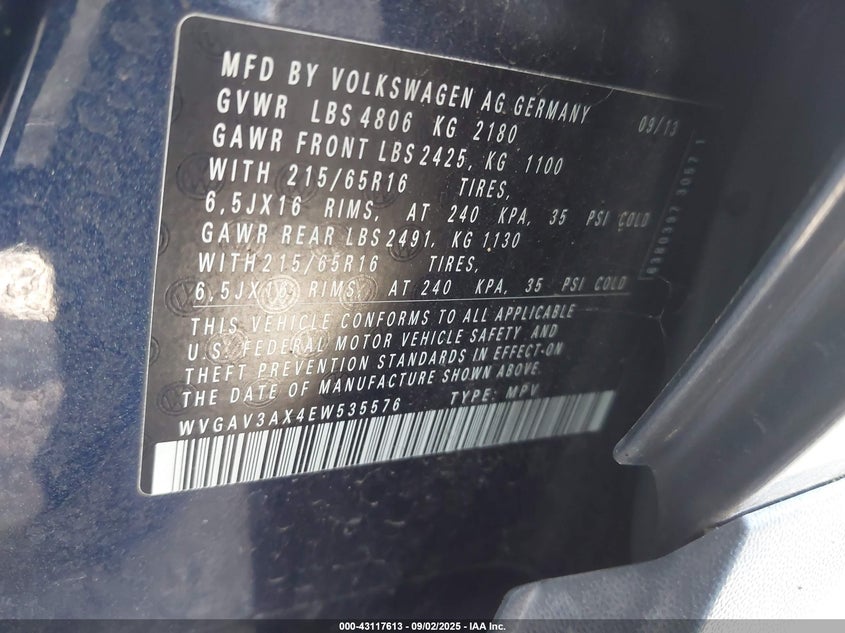 MFD BY VOLKSWAGEN AG GERMANY 09/13
GVWR LBS 4806 KG 2180
GAWR FRONT LBS 2425, KG 1100
WITH 215/65R16 TIRES,
6,5JX16 RIMS, AT 240 KPA, 35 PSI COLD
GAWR REAR LBS 2491, KG 1130
WITH 215/65R16 TIRES,
6,5JX16 RIMS, AT 240 KPA, 35 PSI COLD
THIS VEHICLE CONFORMS TO ALL APPLICABLE
U.S. FEDERAL MOTOR VEHICLE SAFETY AND
THEFT PREVENTION STANDARDS IN EFFECT-ON
THE DATE OF MANUFACTURE SHOWN ABOVE.
WVGAV3AX4EW535576 TYPE: MPV
000-43117613 - 09/02/2025 - IAA Inc.